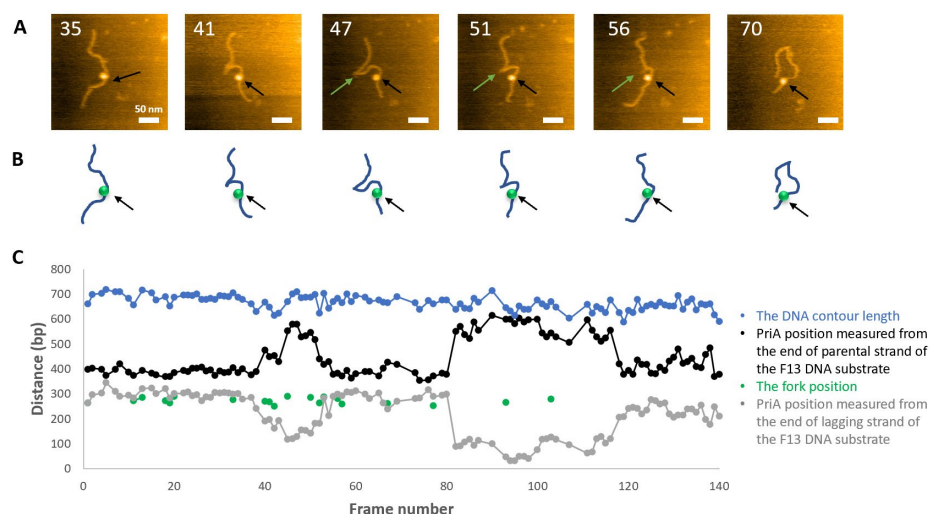 A
35
41
47
51
56
70
50 nm
B
C
800
700
600
500
400
300
200
100
0
Distance (bp)
0
20
40
60
80
100
120
140
Frame number
The DNA contour length
PriA position measured from
the end of parental strand of
the F13 DNA substrate
The fork position
PriA position measured from
the end of lagging strand of
the F13 DNA substrate